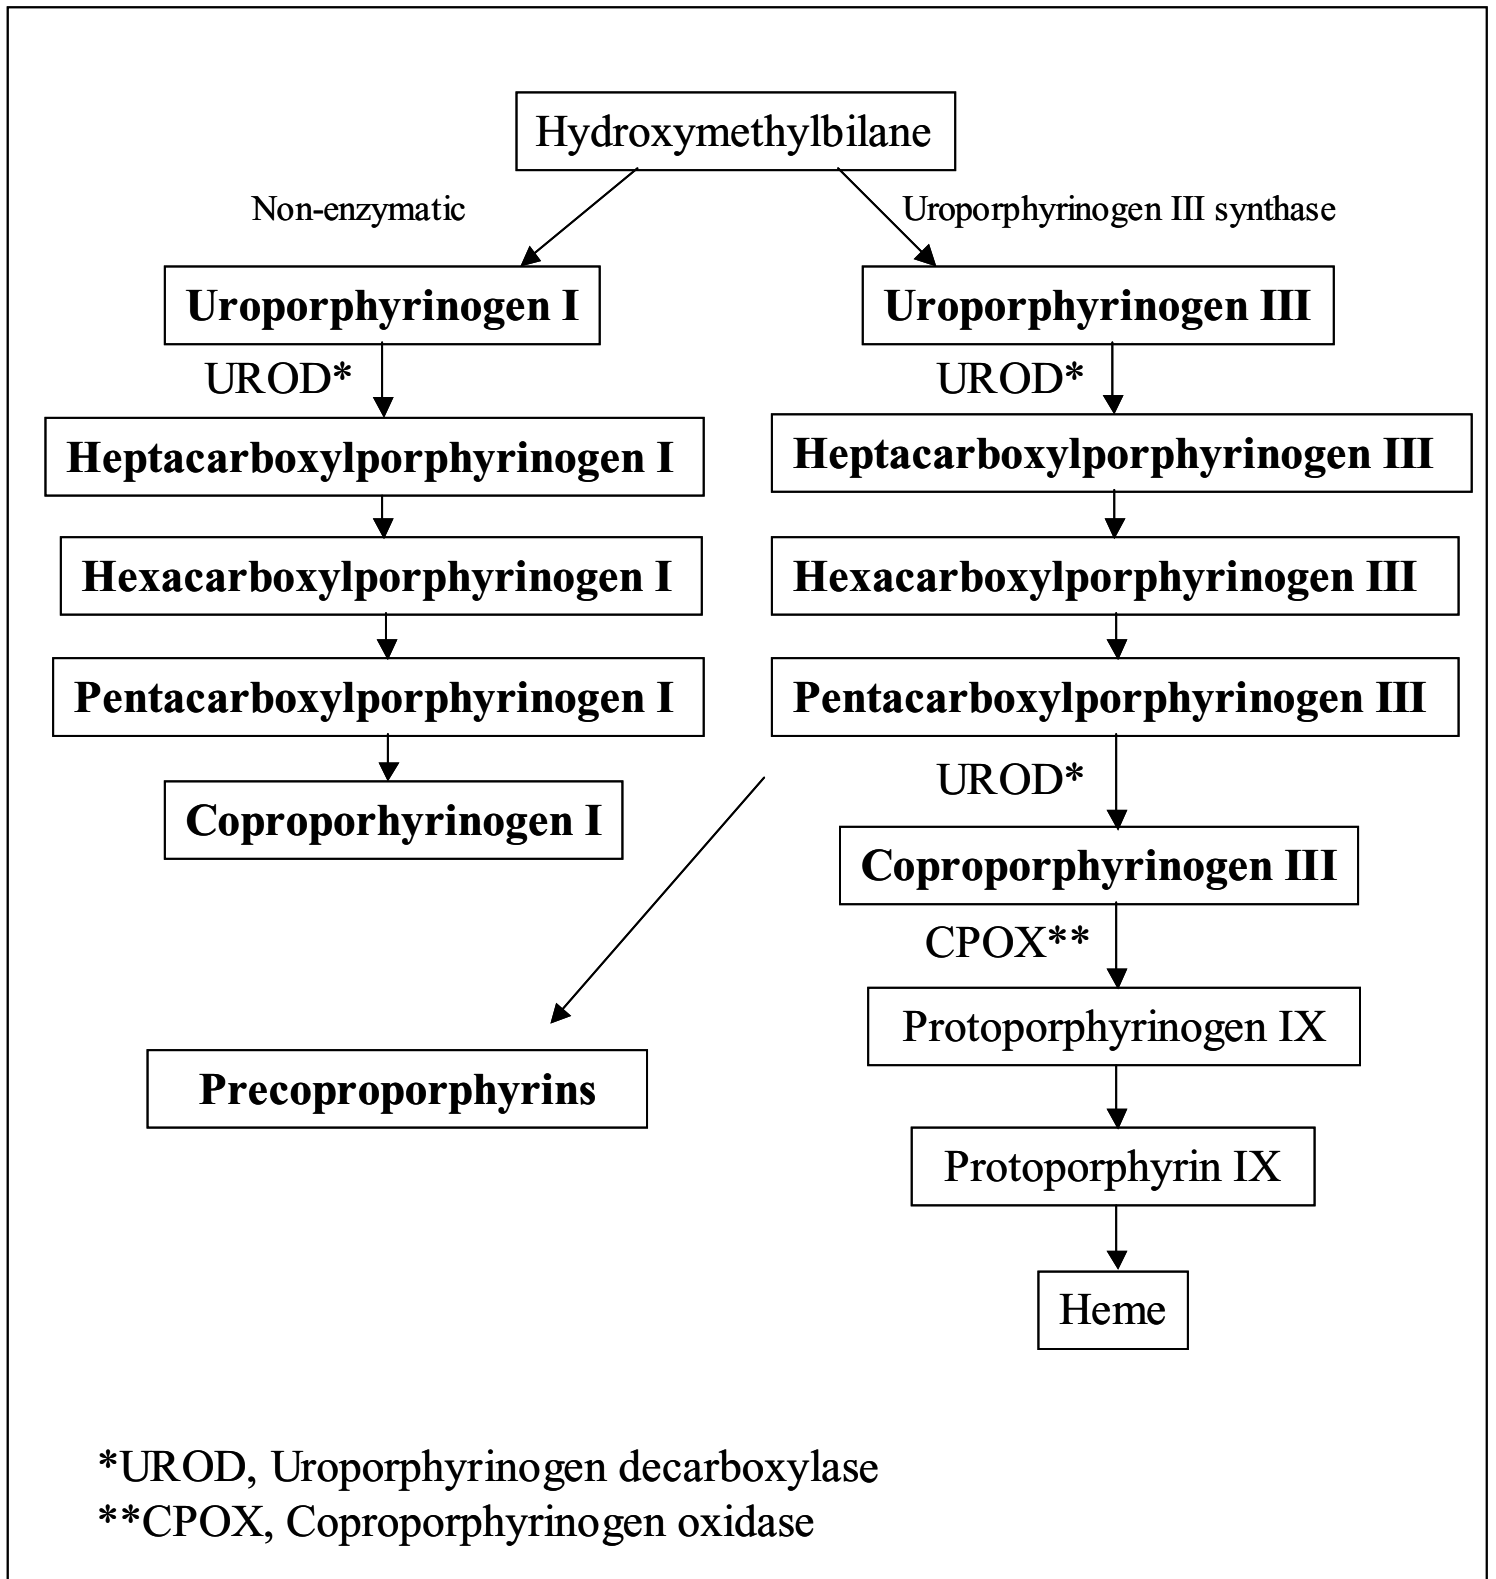 Hydroxymethylbilane
Non-enzymatic
Uroporphyrinogen III synthase
Uroporphyrinogen I
Uroporphyrinogen III
UROD*
UROD*
Heptacarboxylporphyrinogen I
Heptacarboxylporphyrinogen III
Hexacarboxylporphyrinogen I
Hexacarboxylporphyrinogen III
Pentacarboxylporphyrinogen I
Pentacarboxylporphyrinogen III
UROD*
Coproporhyrinogen I
Coproporphyrinogen III
CPOX**
Protoporphyrinogen IX
Precoproporphyrins
Protoporphyrin IX
Heme
*UROD, Uroporphyrinogen decarboxylase
**CPOX, Coproporphyrinogen oxidase